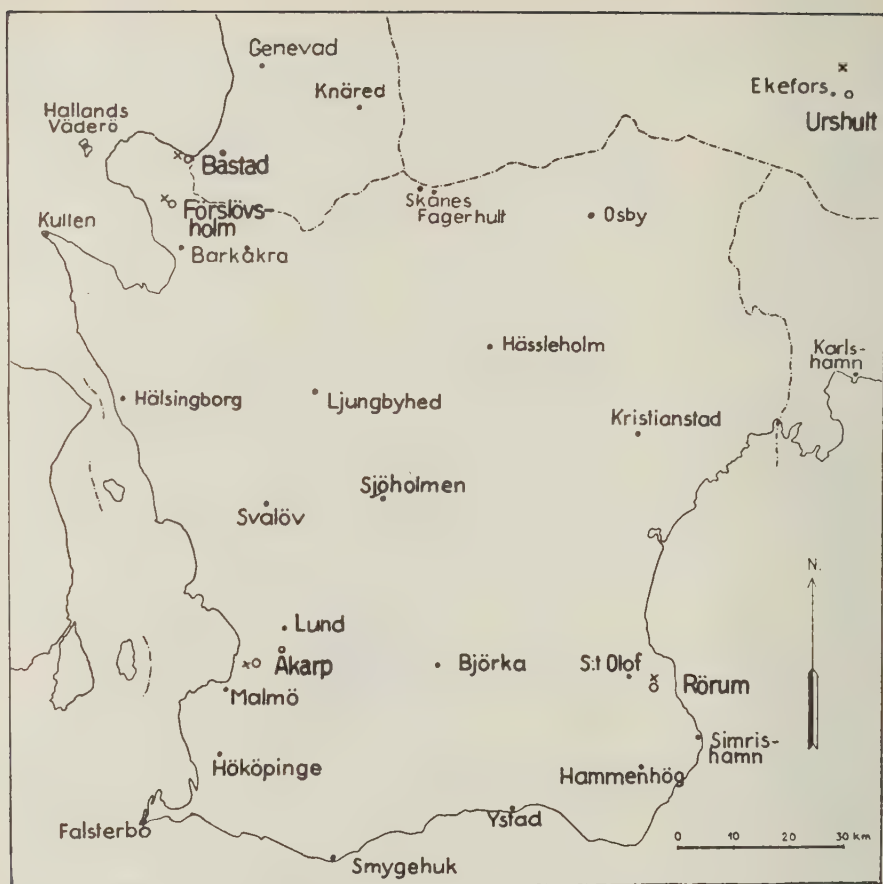 Genevad
Knäred
Ekefors
Urshult
Hallands
Väderö
Båstad
Skånes
Fagerhult
Osby
Kullen
Förslövs-
holm
Barkåkra
Hässleholm
Karls-
hamn
Hälsingborg
Ljungbyhed
Kristianstad
Sjöholmen
Svalöv
N.
Lund
Åkarp
Björka
S:t Olof
Rörum
Malmö
Simris-
hamn
Hököpinge
Hammenhög
Falsterbo
Ystad
0 10 20 30 km
Smygehuk